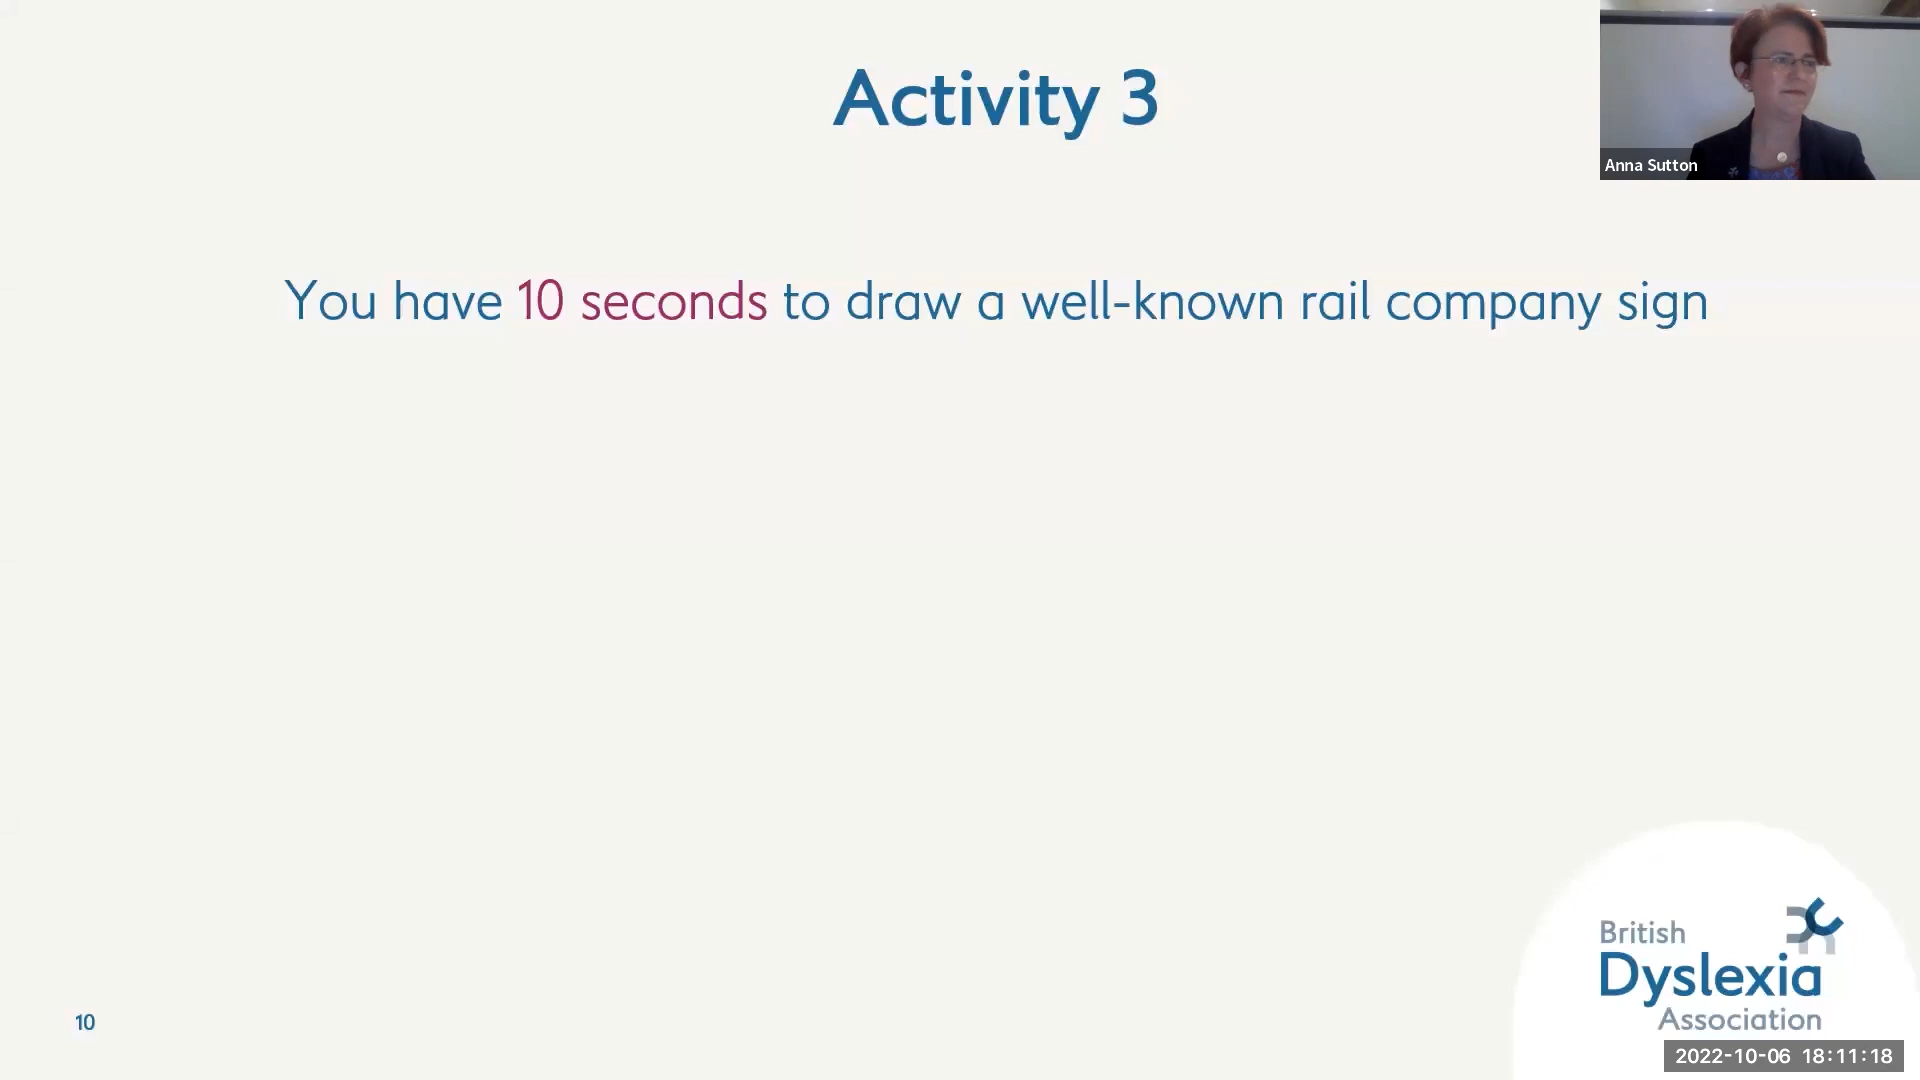 Activity 3
Anna Sutton
You have 10 seconds to draw a well-known rail company sign
British
Dyslexia
Association
10
2022-10-06 18:11:18